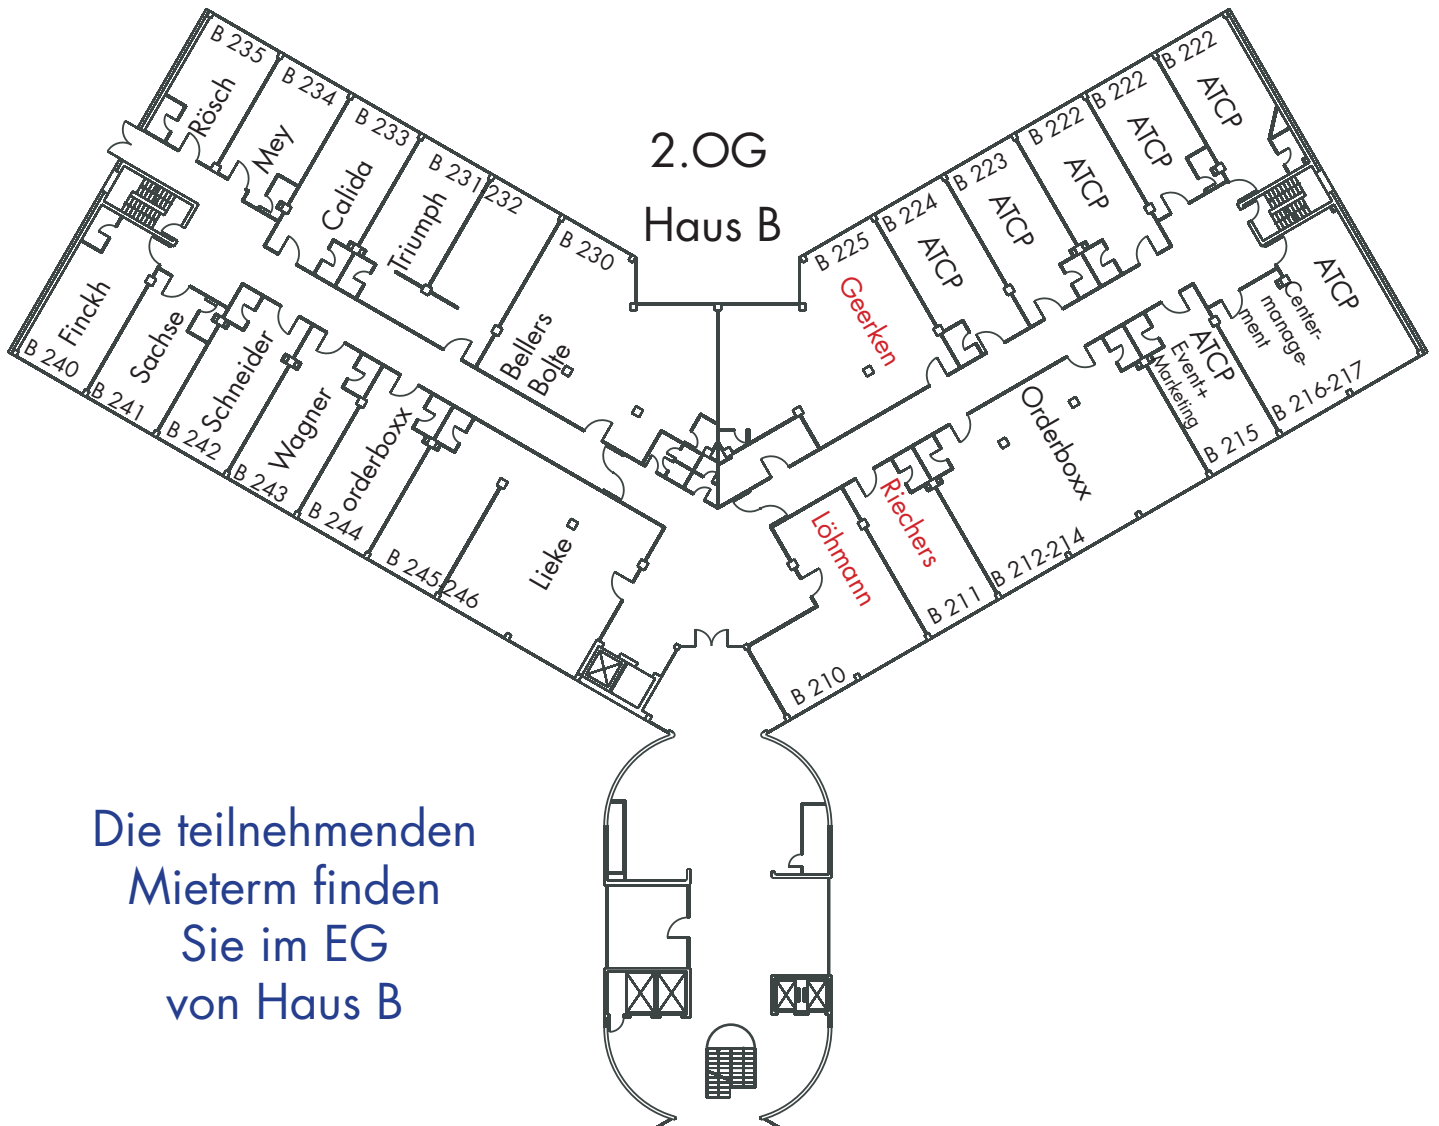 2.OG
Haus B
B 235
Rösch
B 234
Mey
B 233
Calida
B 231/232
Triumph
B 230
Bellers
Bolte
B 225
Geerken
B 224
ATCP
B 223
ATCP
B 222
ATCP
B 222
ATCP
B 222
ATCP
Finckh
B 240
Sachse
B 241
Schneider
B 242
Wagner
B 243
orderboxx
B 244
Lieke
B 245-246
Löhmann
B 210
Riechers
B 211
Orderboxx
B 212-214
ATCP
Event+
Marketing
B 215
ATCP
Center-
manage-
ment
B 216-217
Die teilnehmenden
Mieterm finden
Sie im EG
von Haus B